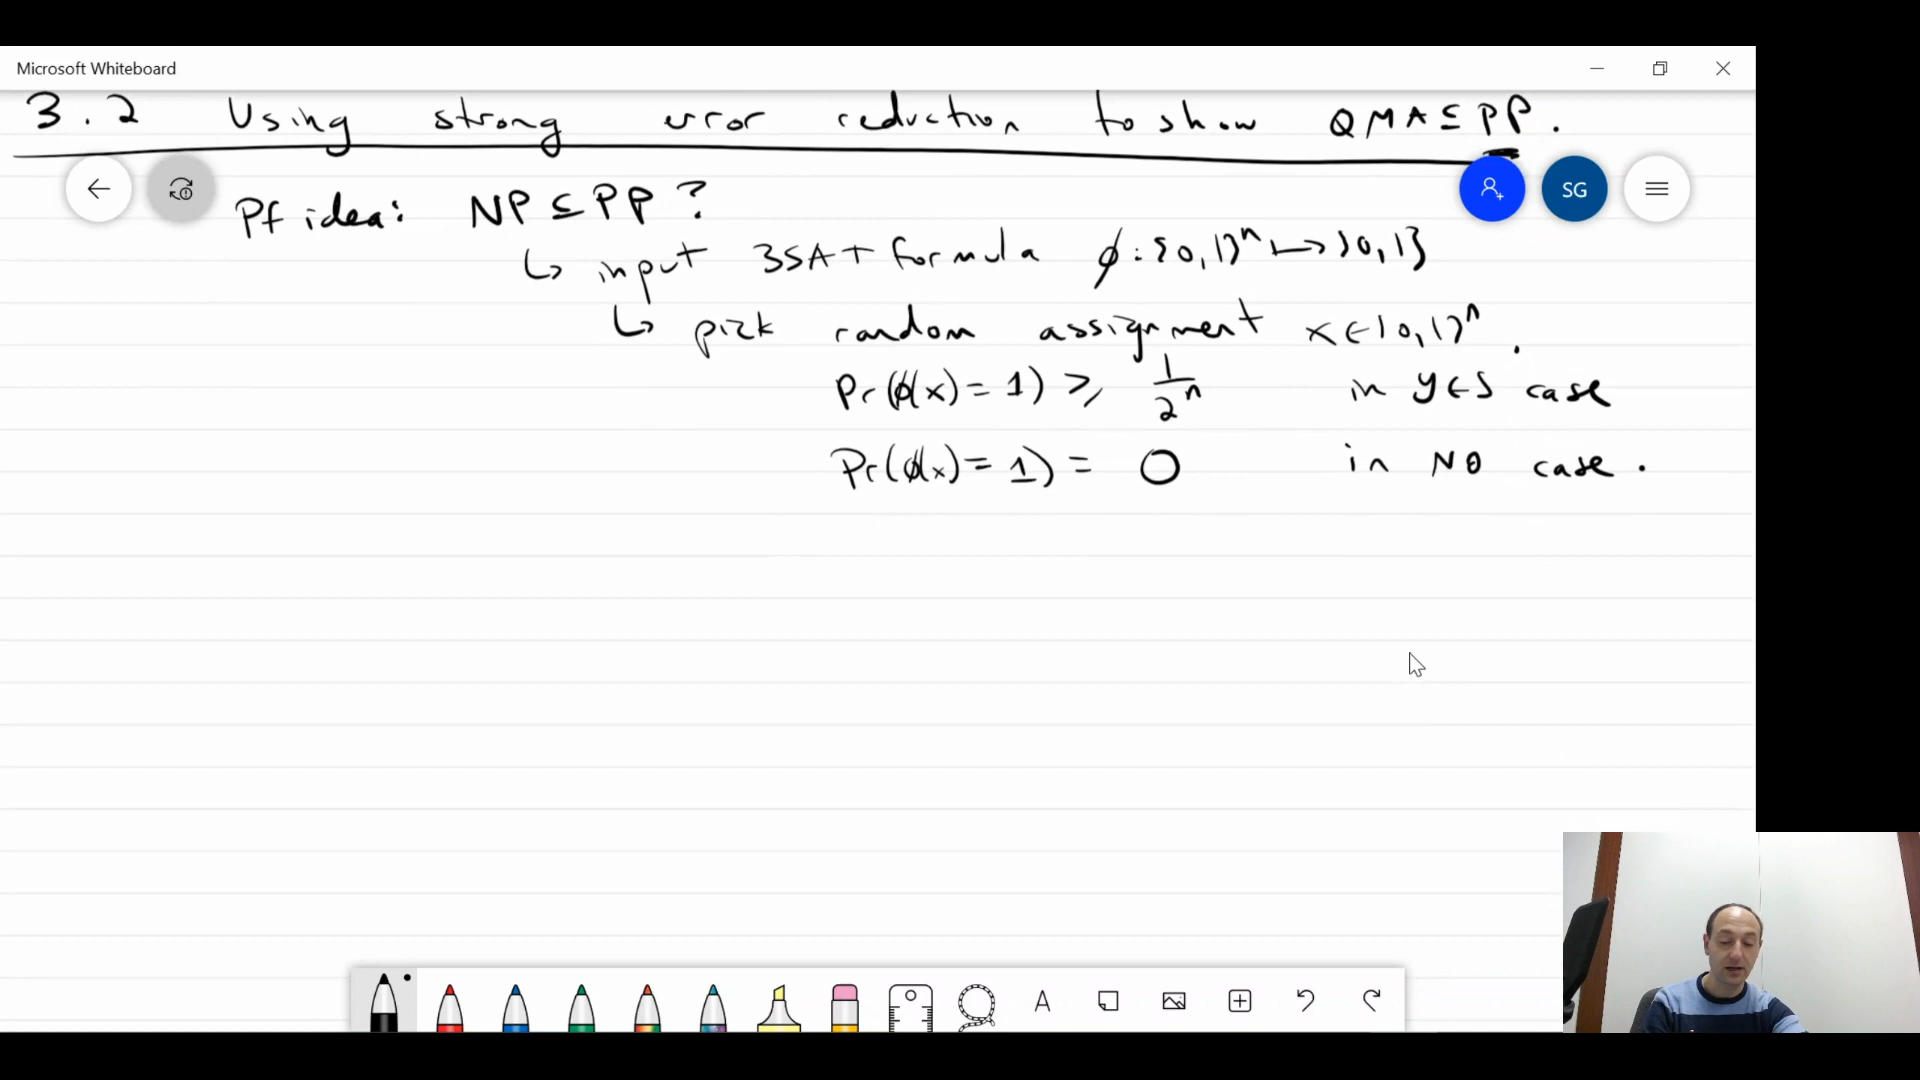 Microsoft Whiteboard
3.2 Using strong error reduction to show QMA ⊆ PP.
SG
Pf idea: NP ⊆ PP ?
↳ input 3SAT formula ϕ: {0,1}ⁿ ↦ {0,1}
↳ pick random assignment x ∈ {0,1}ⁿ.
Pr(ϕ(x) = 1) ≥ 1/2ⁿ in YES case
Pr(ϕ(x) = 1) = 0 in NO case.
A